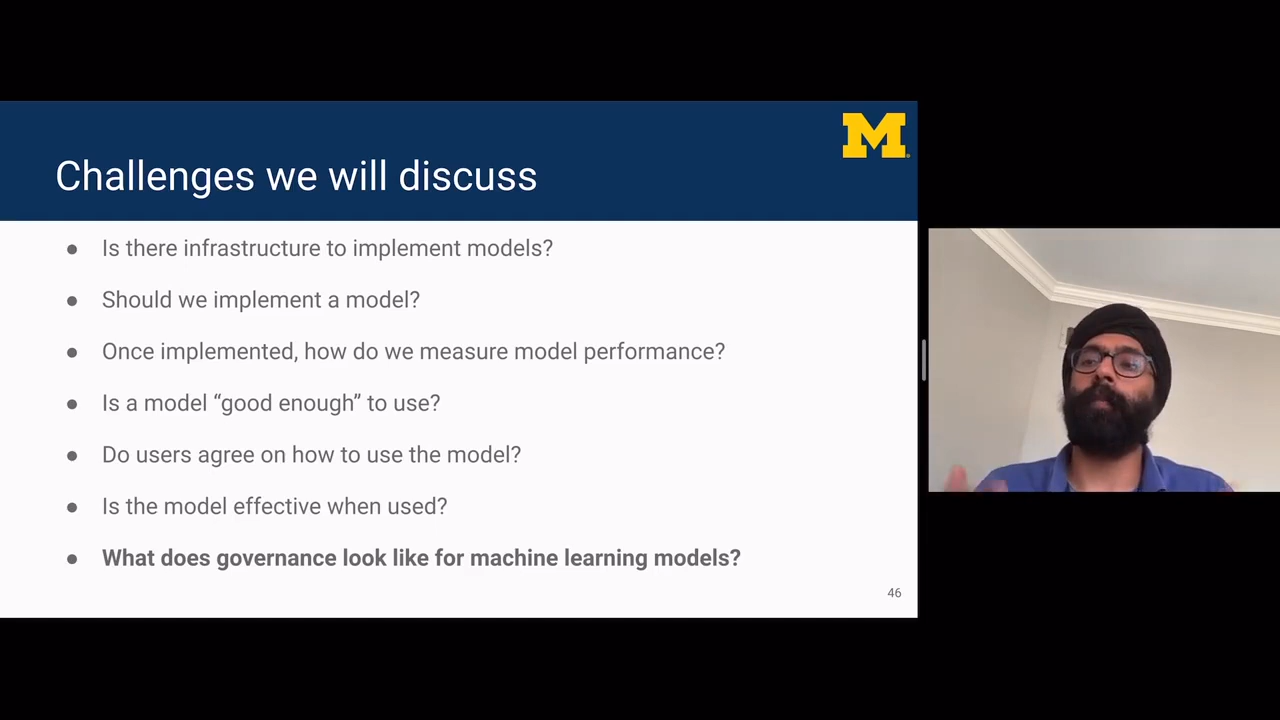 M
Challenges we will discuss
● Is there infrastructure to implement models?
● Should we implement a model?
● Once implemented, how do we measure model performance?
● Is a model “good enough” to use?
● Do users agree on how to use the model?
● Is the model effective when used?
● What does governance look like for machine learning models?
46